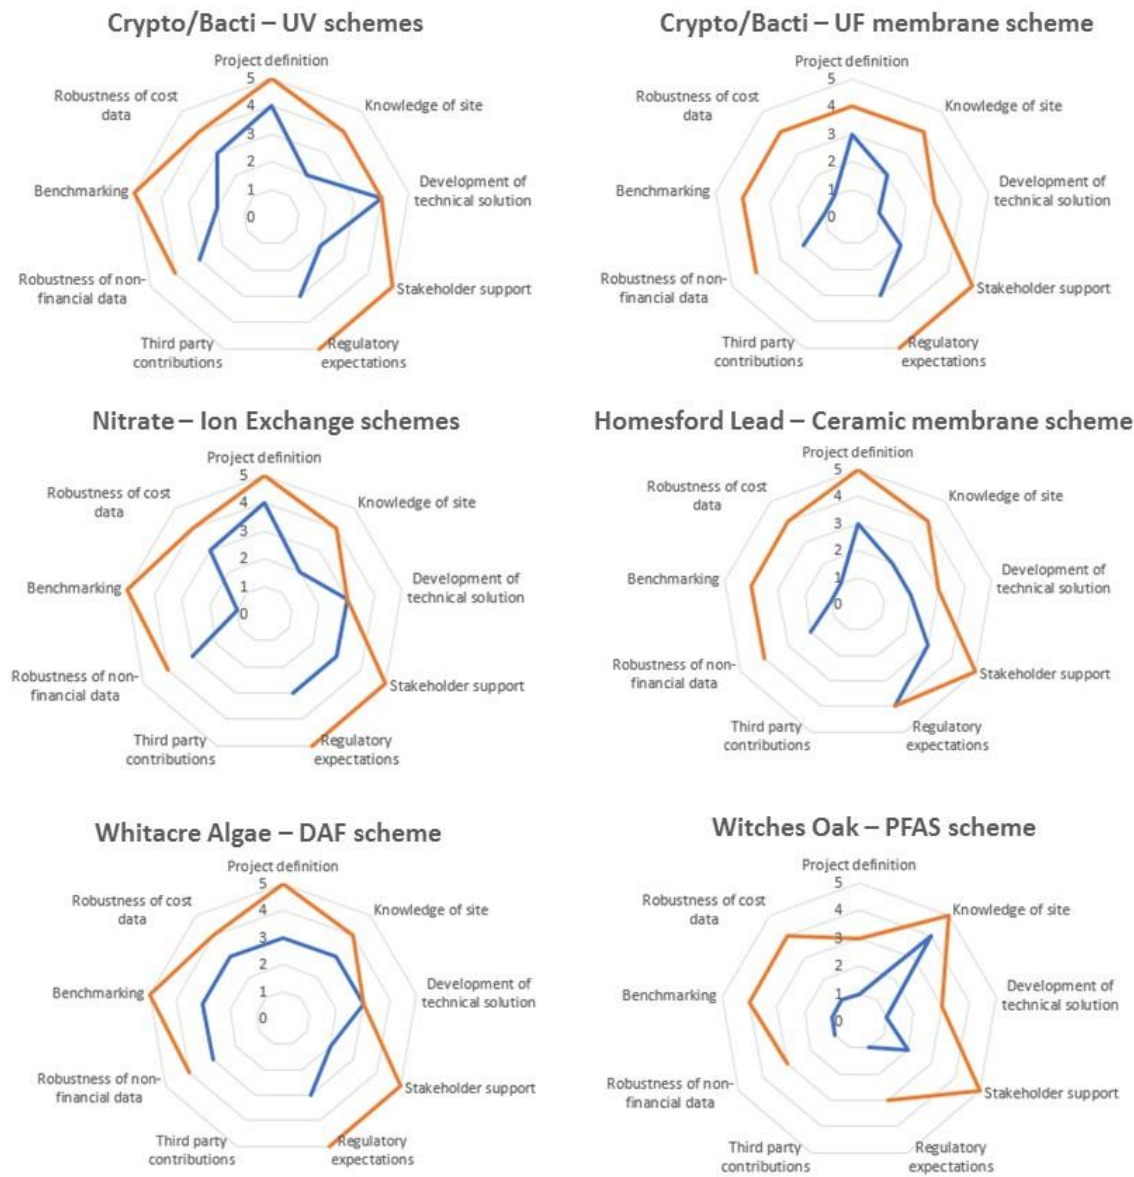 Crypto/Bacti – UV schemes
Project definition
5
4
3
2
1
0
Knowledge of site
Development of
technical solution
Stakeholder support
Regulatory
expectations
Third party
contributions
Robustness of non-
financial data
Benchmarking
Robustness of cost
data
Crypto/Bacti – UF membrane scheme
Project definition
5
4
3
2
1
0
Knowledge of site
Development of
technical solution
Stakeholder support
Regulatory
expectations
Third party
contributions
Robustness of non-
financial data
Benchmarking
Robustness of cost
data
Nitrate – Ion Exchange schemes
Project definition
5
4
3
2
1
0
Knowledge of site
Development of
technical solution
Stakeholder support
Regulatory
expectations
Third party
contributions
Robustness of non-
financial data
Benchmarking
Robustness of cost
data
Homesford Lead – Ceramic membrane scheme
Project definition
5
4
3
2
1
0
Knowledge of site
Development of
technical solution
Stakeholder support
Regulatory
expectations
Third party
contributions
Robustness of non-
financial data
Benchmarking
Robustness of cost
data
Whitacre Algae – DAF scheme
Project definition
5
4
3
2
1
0
Knowledge of site
Development of
technical solution
Stakeholder support
Regulatory
expectations
Third party
contributions
Robustness of non-
financial data
Benchmarking
Robustness of cost
data
Witches Oak – PFAS scheme
Project definition
5
4
3
2
1
0
Knowledge of site
Development of
technical solution
Stakeholder support
Regulatory
expectations
Third party
contributions
Robustness of non-
financial data
Benchmarking
Robustness of cost
data